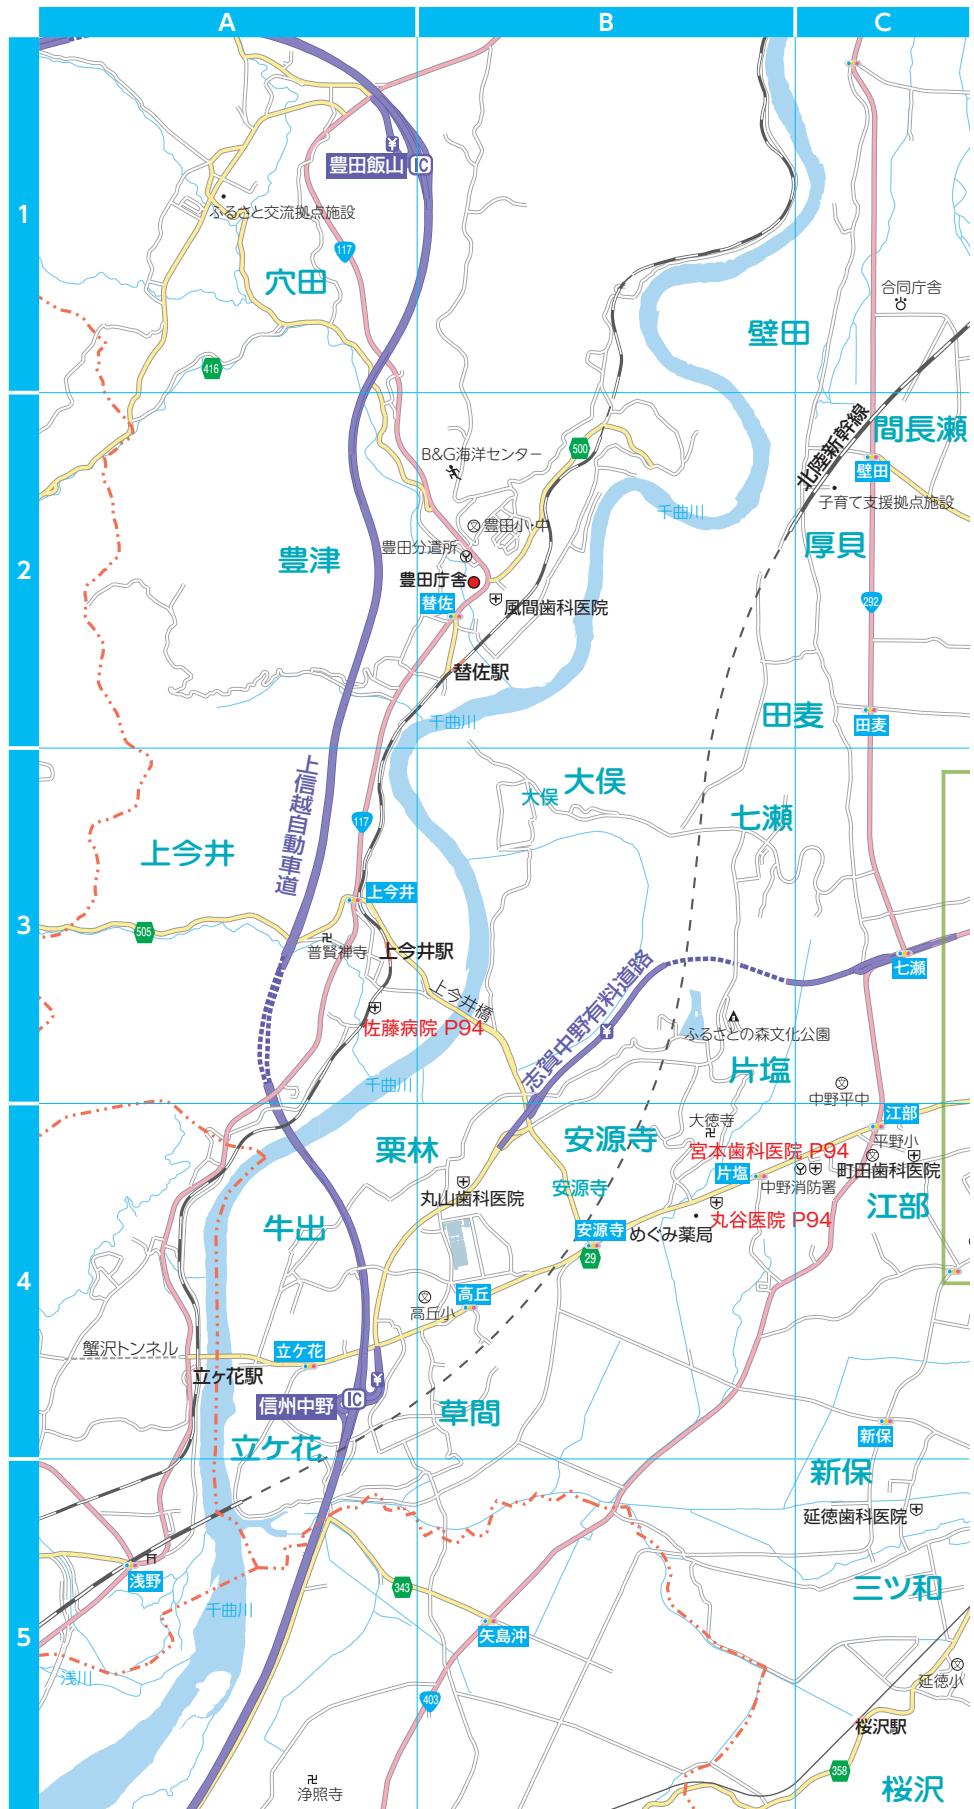 A
B
C
1
2
3
4
5
豊田飯山
IC
¥
ふるさと交流拠点施設
117
穴田
合同庁舎
壁田
416
北陸新幹線
間長瀬
500
B&G海洋センター
壁田
子育て支援拠点施設
千曲川
文
豊田小・中
厚貝
豊田分遣所
豊津
豊田庁舎
292
替佐
風間歯科医院
替佐駅
千曲川
田麦
田麦
上信越自動車道
大俣
大俣
七瀬
117
上今井
上今井
505
普賢禅寺
上今井駅
志賀中野有料道路
七瀬
上今井橋
¥
佐藤病院 P94
ふるさとの森文化公園
片塩
千曲川
文
中野平中
江部
大徳寺
栗林
安源寺
平野小
宮本歯科医院 P94
文
町田歯科医院
片塩
中野消防署
丸山歯科医院
安源寺
江部
丸谷医院 P94
牛出
安源寺
めぐみ薬局
29
高丘
文
高丘小
蟹沢トンネル
立ケ花
立ヶ花駅
¥
信州中野
IC
草間
新保
立ケ花
新保
延徳歯科医院
浅野
343
三ツ和
千曲川
矢島沖
浅川
文
延徳小
403
桜沢駅
358
浄照寺
桜沢